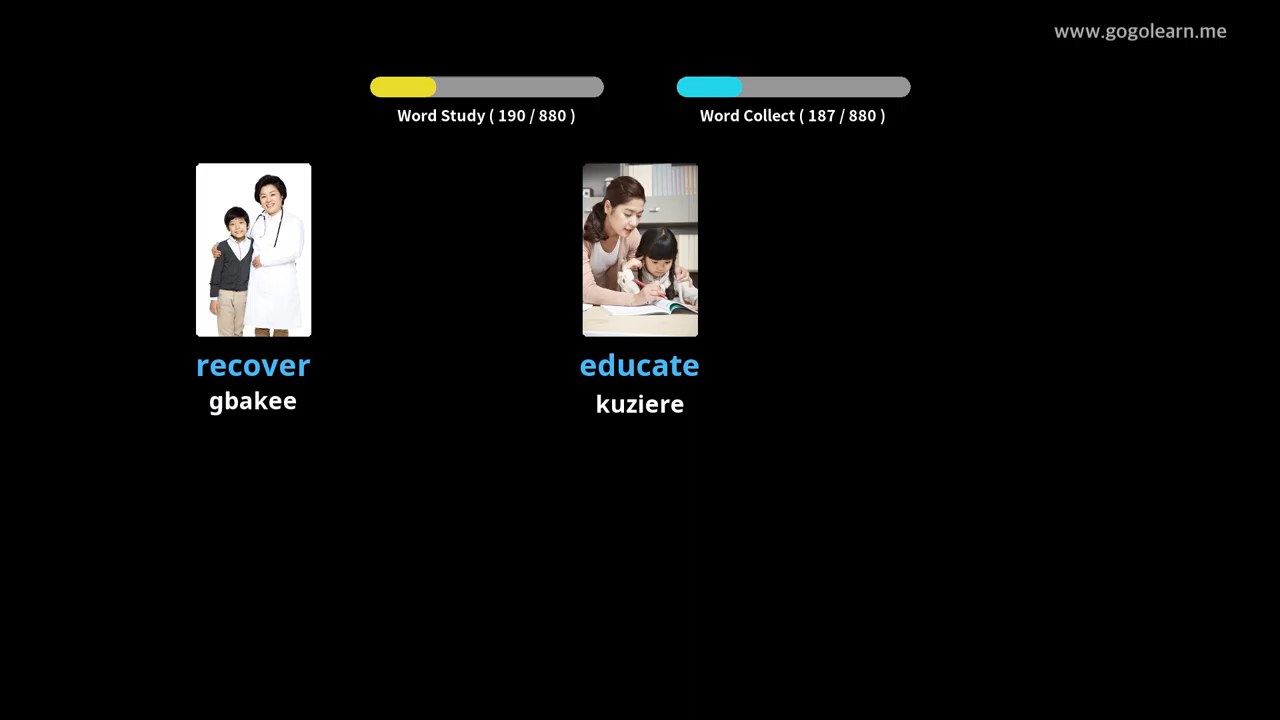 www.gogolearn.me
Word Study ( 190 / 880 )
Word Collect ( 187 / 880 )
recover
gbakee
educate
kuziere